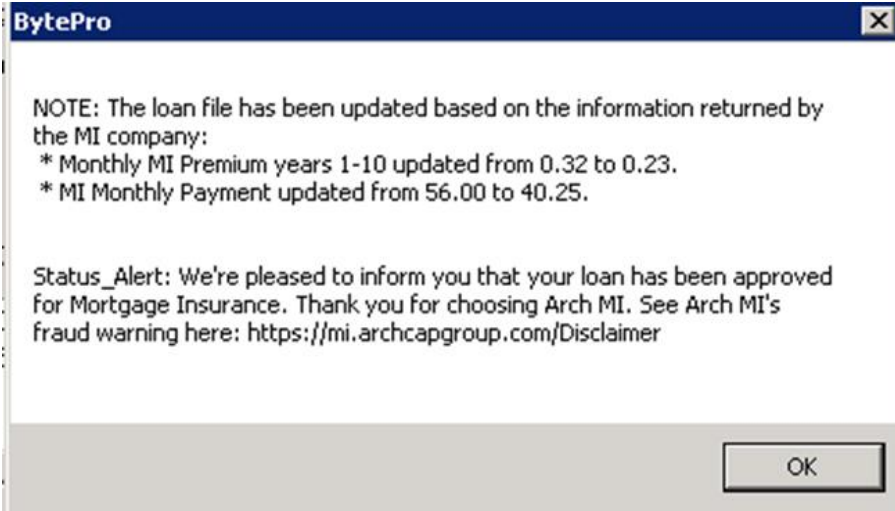 BytePro
NOTE: The loan file has been updated based on the information returned by
the MI company:
* Monthly MI Premium years 1-10 updated from 0.32 to 0.23.
* MI Monthly Payment updated from 56.00 to 40.25.
Status_Alert: We're pleased to inform you that your loan has been approved
for Mortgage Insurance. Thank you for choosing Arch MI. See Arch MI's
fraud warning here: https://mi.archcapgroup.com/Disclaimer
OK